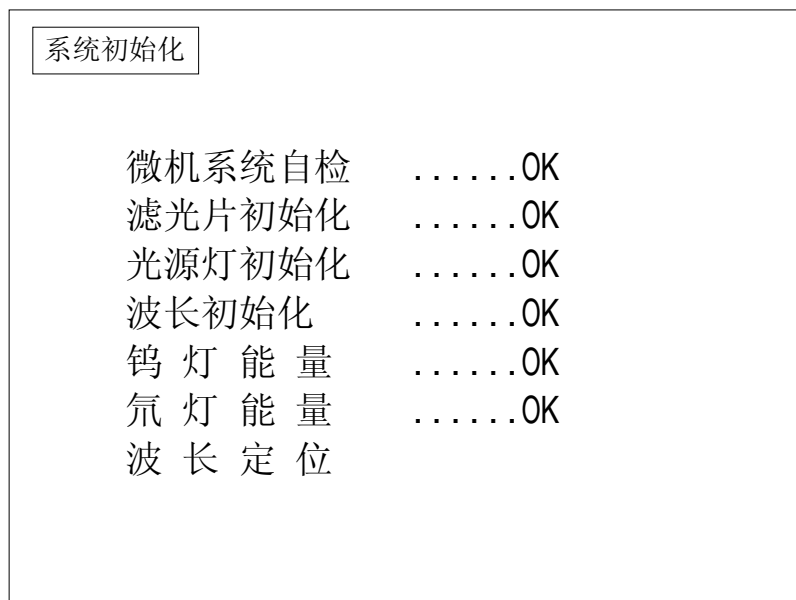 系统初始化
微机系统自检 ......OK
滤光片初始化 ......OK
光源灯初始化 ......OK
波长初始化 ......OK
钨 灯 能 量 ......OK
氘 灯 能 量 ......OK
波 长 定 位